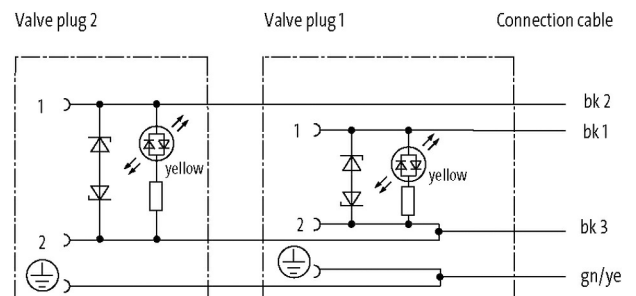 Valve plug 2 Valve plug 1 Connection cable
1 bk 2
1 bk 1
yellow yellow
2 bk 3
2
gn/ye